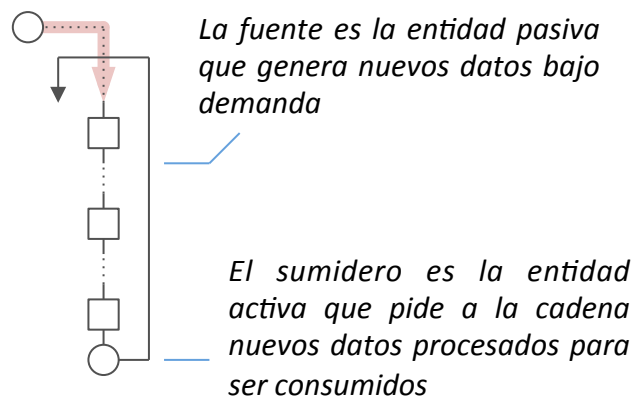 La fuente es la entidad pasiva
que genera nuevos datos bajo
demanda
El sumidero es la entidad
activa que pide a la cadena
nuevos datos procesados para
ser consumidos